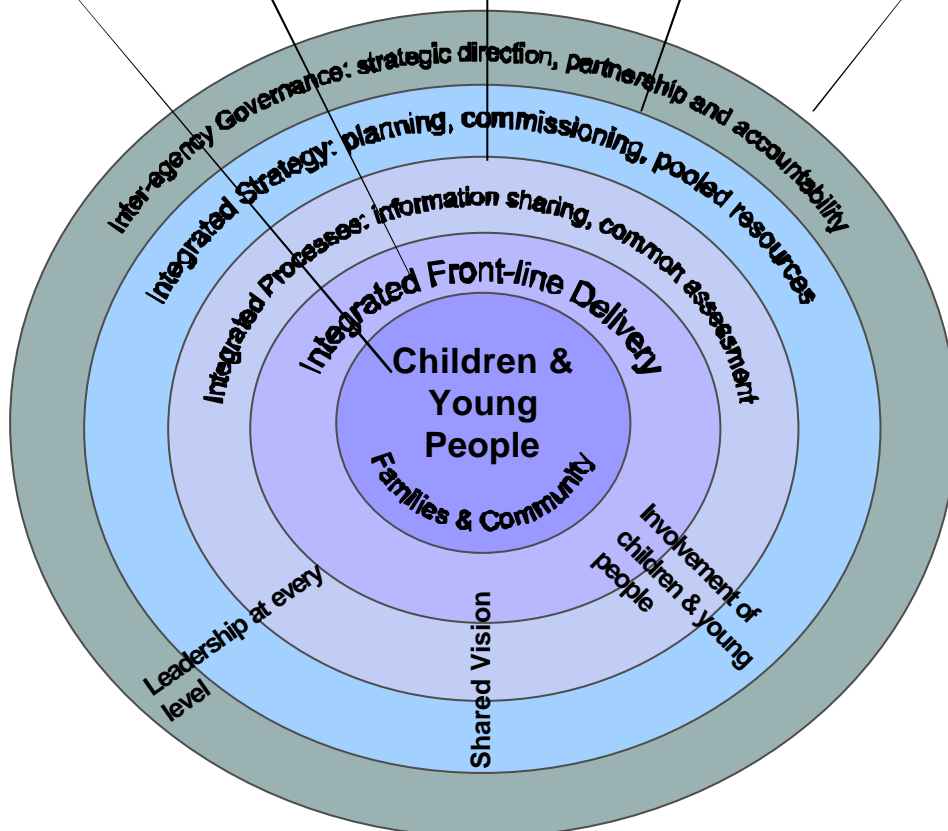 Inter-agency Governance: strategic direction, partnership and accountability
Integrated Strategy: planning, commissioning, pooled resources
Integrated Processes: information sharing, common assessment
Integrated Front-line Delivery
Children &
Young
People
Families & Community
Leadership at every
level
Shared Vision
Involvement of
children & young
people